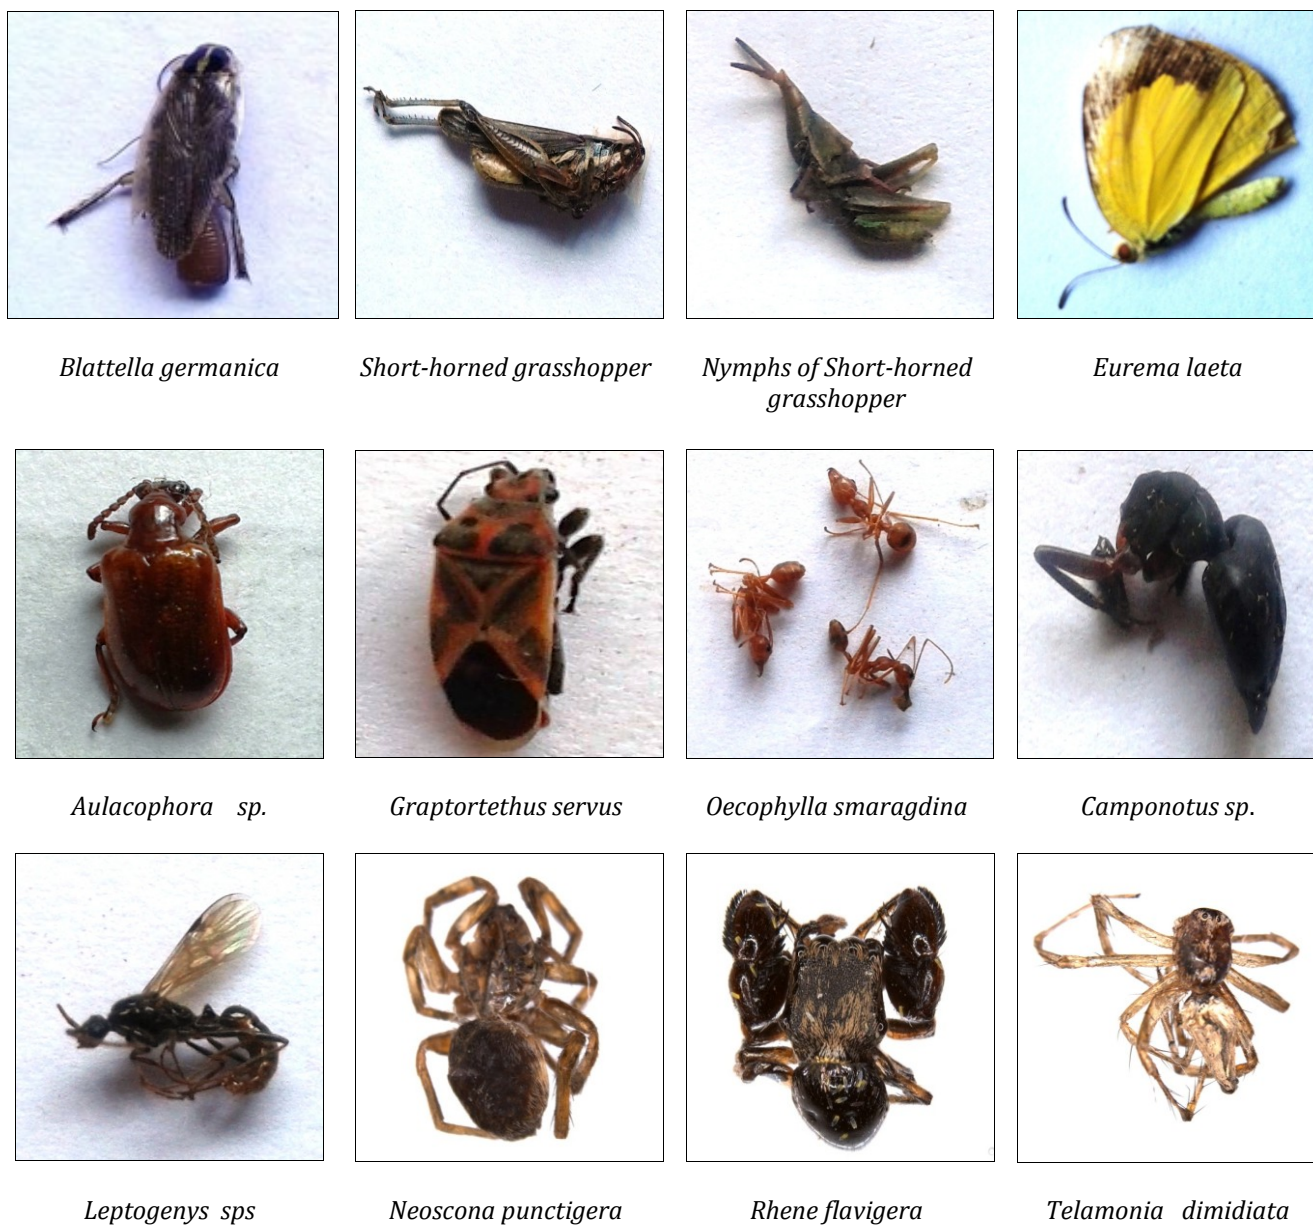 Blattella germanica
Short-horned grasshopper
Nymphs of Short-horned
grasshopper
Eurema laeta
Aulacophora sp.
Graptortethus servus
Oecophylla smaragdina
Camponotus sp.
Leptogenys sps
Neoscona punctigera
Rhene flavigera
Telamonia dimidiata